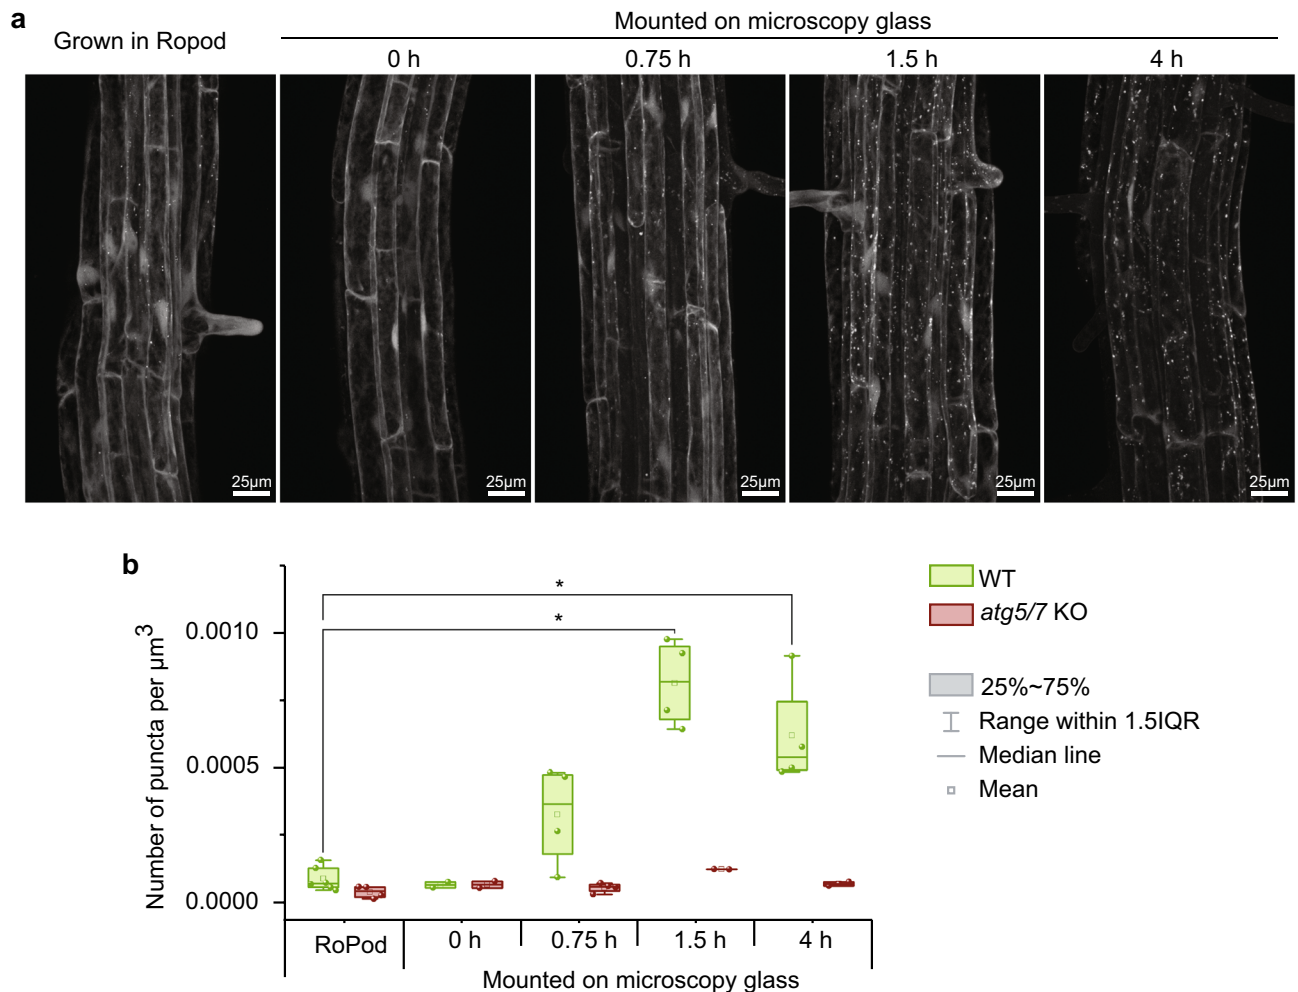 a
Mounted on microscopy glass
Grown in Ropod
0 h
0.75 h
1.5 h
4 h
25µm
25µm
25µm
25µm
25µm
b
Number of puncta per µm³
0.0010
0.0005
0.0000
*
*
RoPod
0 h
0.75 h
1.5 h
4 h
Mounted on microscopy glass
WT
atg5/7 KO
25%~75%
Range within 1.5IQR
Median line
Mean